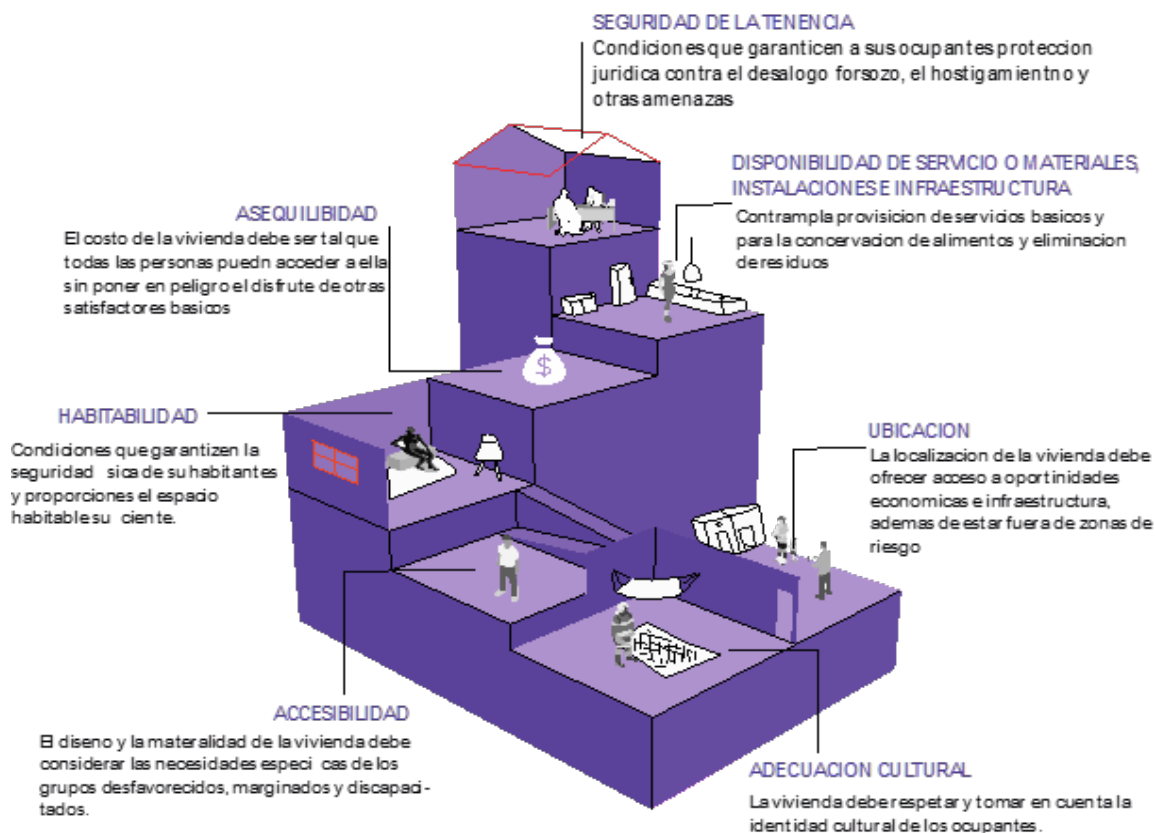 SEGURIDAD DE LA TENENCIA
Condiciones que garanticen a sus ocupantes proteccion
juridica contra el desalogo forsozo, el hostigamientno y
otras amenazas
DISPONIBILIDAD DE SERVICIO O MATERIALES,
INSTALACIONES E INFRAESTRUCTURA
Contrampla provisicion de servicios basicos y
para la concervacion de alimentos y eliminacion
de residuos
ASEQUILIBIDAD
El costo de la vivienda debe ser tal que
todas las personas puedn acceder a ella
sin poner en peligro el disfrute de otras
satisfactores basicos
$
HABITABILIDAD
Condiciones que garantizen la
seguridad sica de su habitantes
y proporciones el espacio
habitable su ciente.
UBICACION
La localizacion de la vivienda debe
ofrecer acceso a oportinidades
economicas e infraestructura,
ademas de estar fuera de zonas de
riesgo
ACCESIBILIDAD
El diseno y la materalidad de la vivienda debe
considerar las necesidades especi cas de los
grupos desfavorecidos, marginados y discapaci-
tados.
ADECUACION CULTURAL
La vivienda debe respetar y tomar en cuenta la
identidad cultural de los ocupantes.